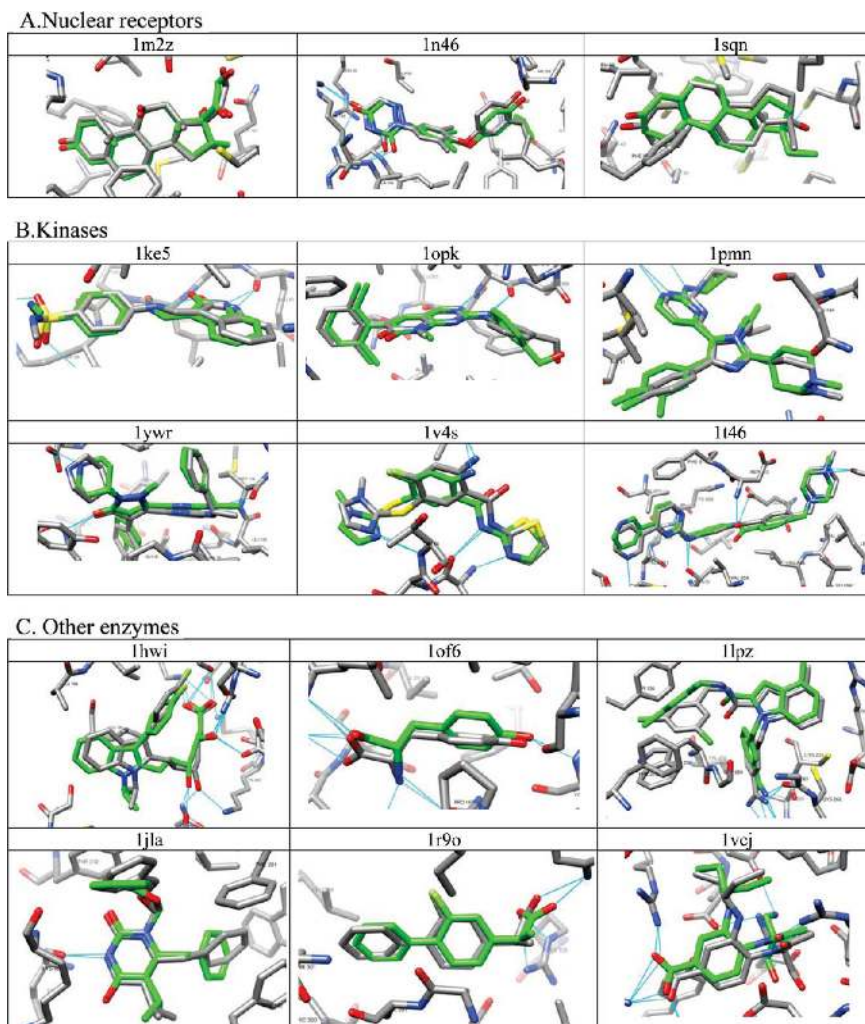 A.Nuclear receptors
1m2z 1n46 1sqn
B.Kinases
1ke5 1opk 1pmn
1ywr 1v4s 1t46
C. Other enzymes
1hwi 1of6 1lpz
1jla 1r9o 1vcj